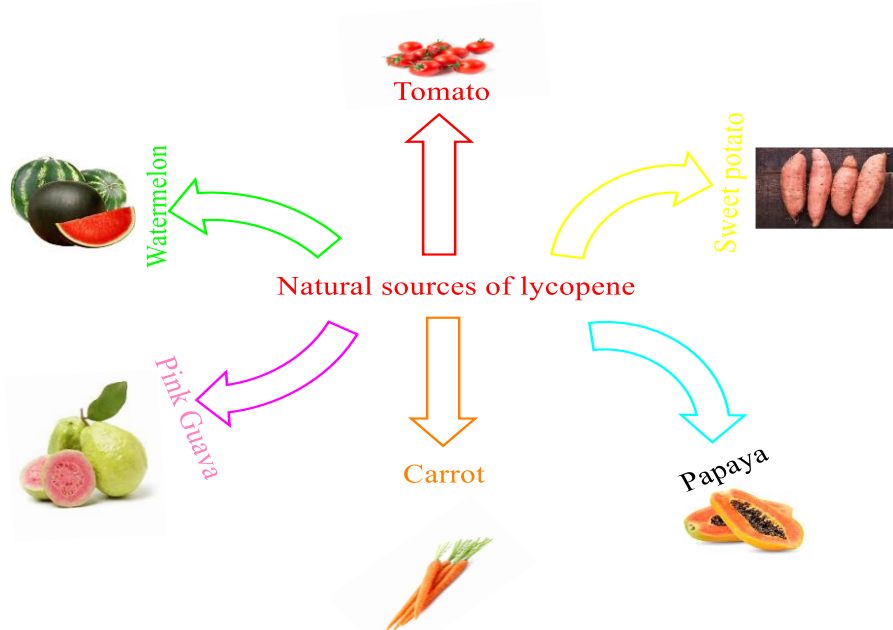 Tomato
Sweet potato
Watermelon
Natural sources of lycopene
Pink Guava
Carrot
Papaya